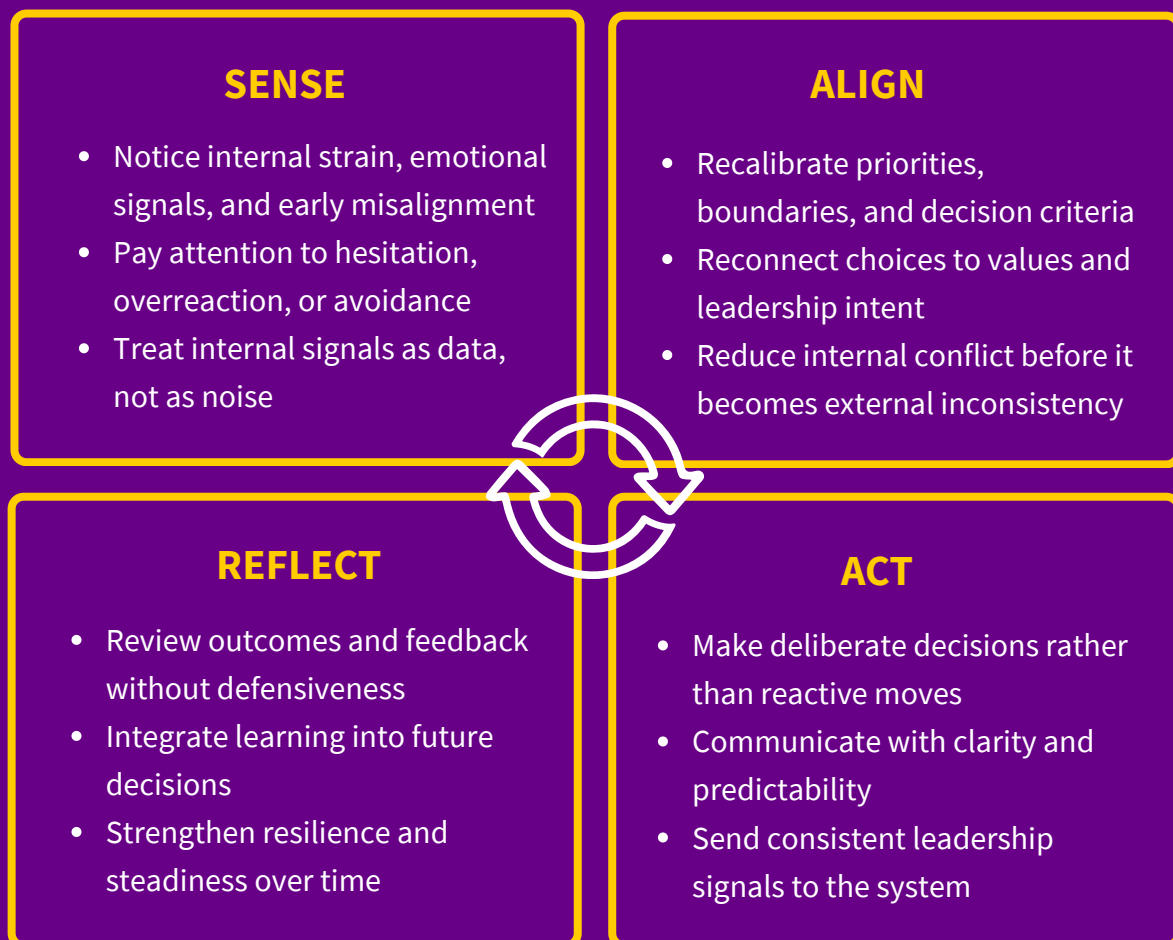 SENSE
• Notice internal strain, emotional
signals, and early misalignment
• Pay attention to hesitation,
overreaction, or avoidance
• Treat internal signals as data,
not as noise
ALIGN
• Recalibrate priorities,
boundaries, and decision criteria
• Reconnect choices to values and
leadership intent
• Reduce internal conflict before it
becomes external inconsistency
REFLECT
• Review outcomes and feedback
without defensiveness
• Integrate learning into future
decisions
• Strengthen resilience and
steadiness over time
ACT
• Make deliberate decisions rather
than reactive moves
• Communicate with clarity and
predictability
• Send consistent leadership
signals to the system